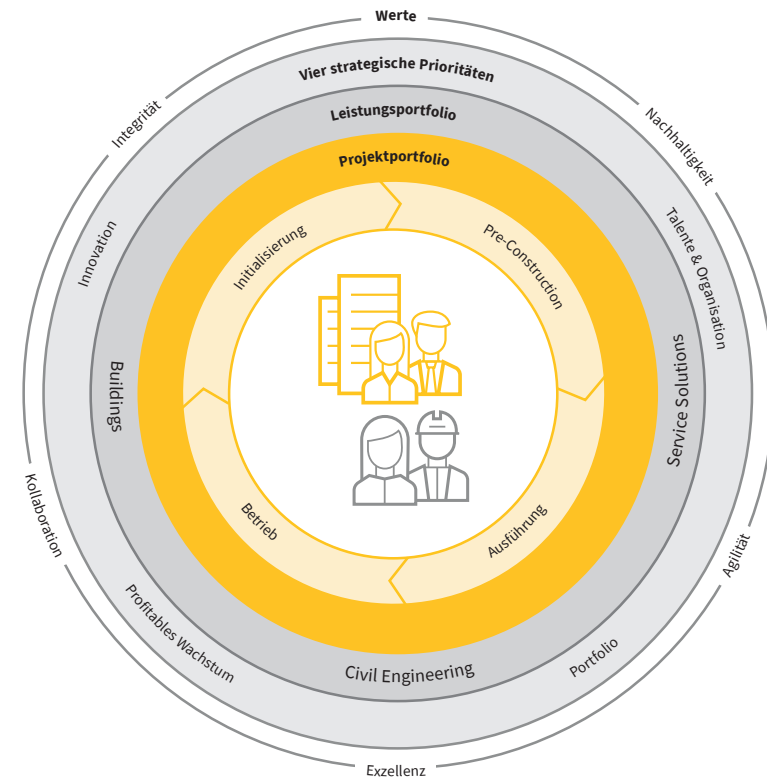 Werte
Nachhaltigkeit
Agilität
Exzellenz
Kollaboration
Integrität
Vier strategische Prioritäten
Talente & Organisation
Portfolio
Profitables Wachstum
Innovation
Leistungsportfolio
Service Solutions
Civil Engineering
Buildings
Projektportfolio
Initialisierung
Pre-Construction
Ausführung
Betrieb